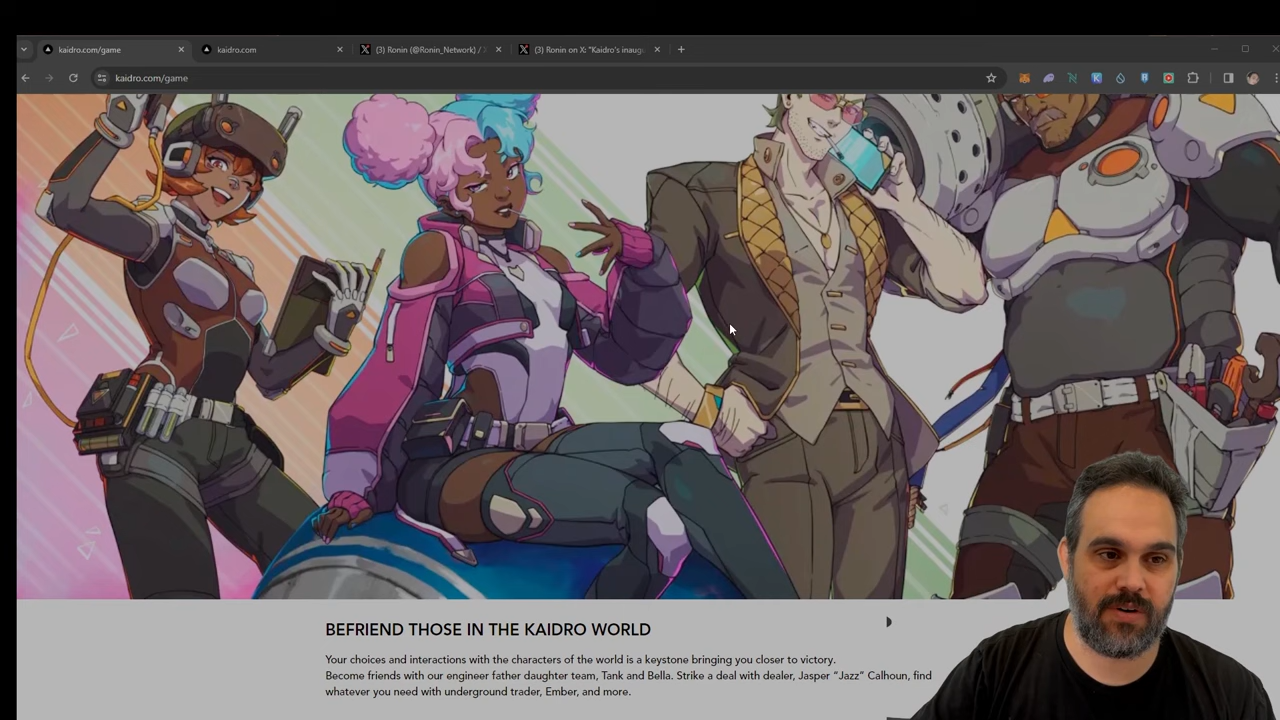 kaidro.com/game
kaidro.com
(3) Ronin (@Ronin_Network) / X
(3) Ronin on X: "Kaidro's inaug
kaidro.com/game
BEFRIEND THOSE IN THE KAIDRO WORLD
Your choices and interactions with the characters of the world is a keystone bringing you closer to victory.
Become friends with our engineer father daughter team, Tank and Bella. Strike a deal with dealer, Jasper “Jazz” Calhoun, find
whatever you need with underground trader, Ember, and more.